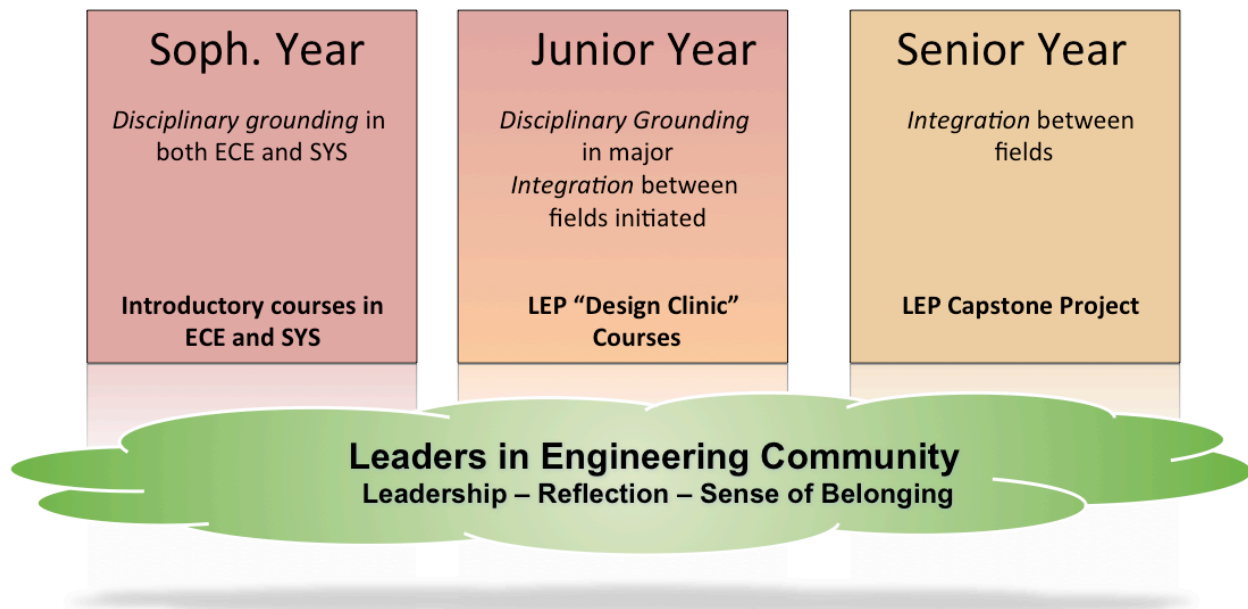 Soph. Year
Disciplinary grounding in
both ECE and SYS
Introductory courses in
ECE and SYS
Junior Year
Disciplinary Grounding
in major
Integration between
fields initiated
LEP “Design Clinic”
Courses
Senior Year
Integration between
fields
LEP Capstone Project
Leaders in Engineering Community
Leadership – Reflection – Sense of Belonging